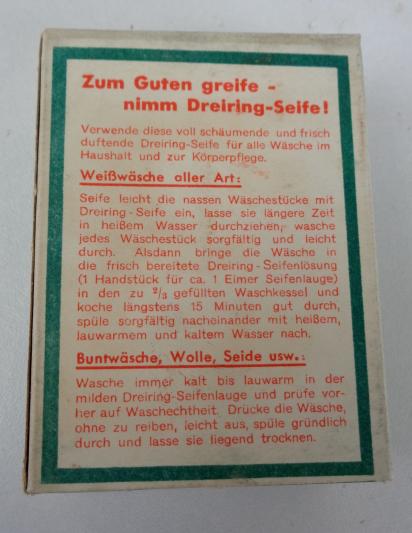 Zum Guten greife -
nimm Dreiring-Seife!
Verwende diese voll schäumende und frisch
duftende Dreiring-Seife für alle Wäsche im
Haushalt und zur Körperpflege.
Weißwäsche aller Art:
Seife leicht die nassen Wäschestücke mit
Dreiring-Seife ein, lasse sie längere Zeit
in heißem Wasser durchziehen, wasche
jedes Wäschestück sorgfältig und leicht
durch. Alsdann bringe die Wäsche in
die frisch bereitete Dreiring-Seifenlösung
(1 Handstück für ca. 1 Eimer Seifenlauge)
in den zu ²/₃ gefüllten Waschkessel und
koche längstens 15 Minuten gut durch,
spüle sorgfältig nacheinander mit heißem,
lauwarmem und kaltem Wasser nach.
Buntwäsche, Wolle, Seide usw.:
Wasche immer kalt bis lauwarm in der
milden Dreiring-Seifenlauge und prüfe vor-
her auf Waschechtheit. Drücke die Wäsche,
ohne zu reiben, leicht aus, spüle gründlich
durch und lasse sie liegend trocknen.